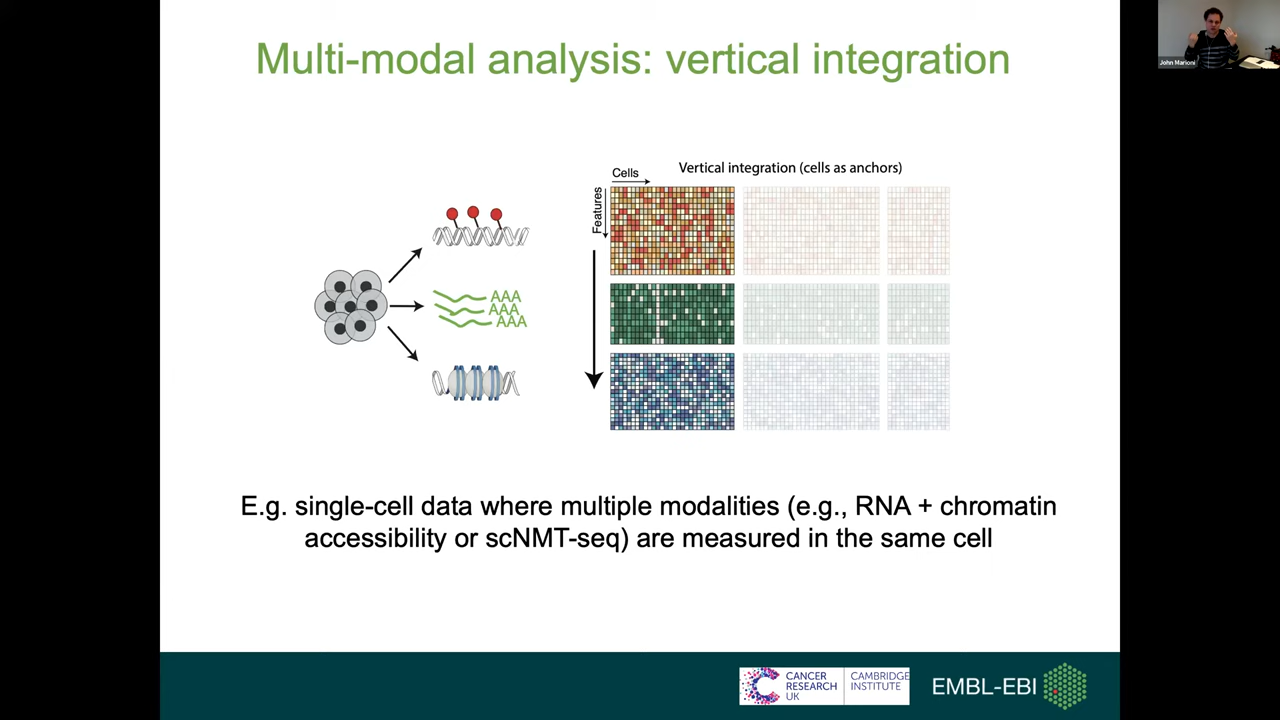 Multi-modal analysis: vertical integration
John Marioni
Vertical integration (cells as anchors)
Cells
Features
AAA
AAA
AAA
E.g. single-cell data where multiple modalities (e.g., RNA + chromatin
accessibility or scNMT-seq) are measured in the same cell
CANCER
RESEARCH
UK
CAMBRIDGE
INSTITUTE
EMBL-EBI